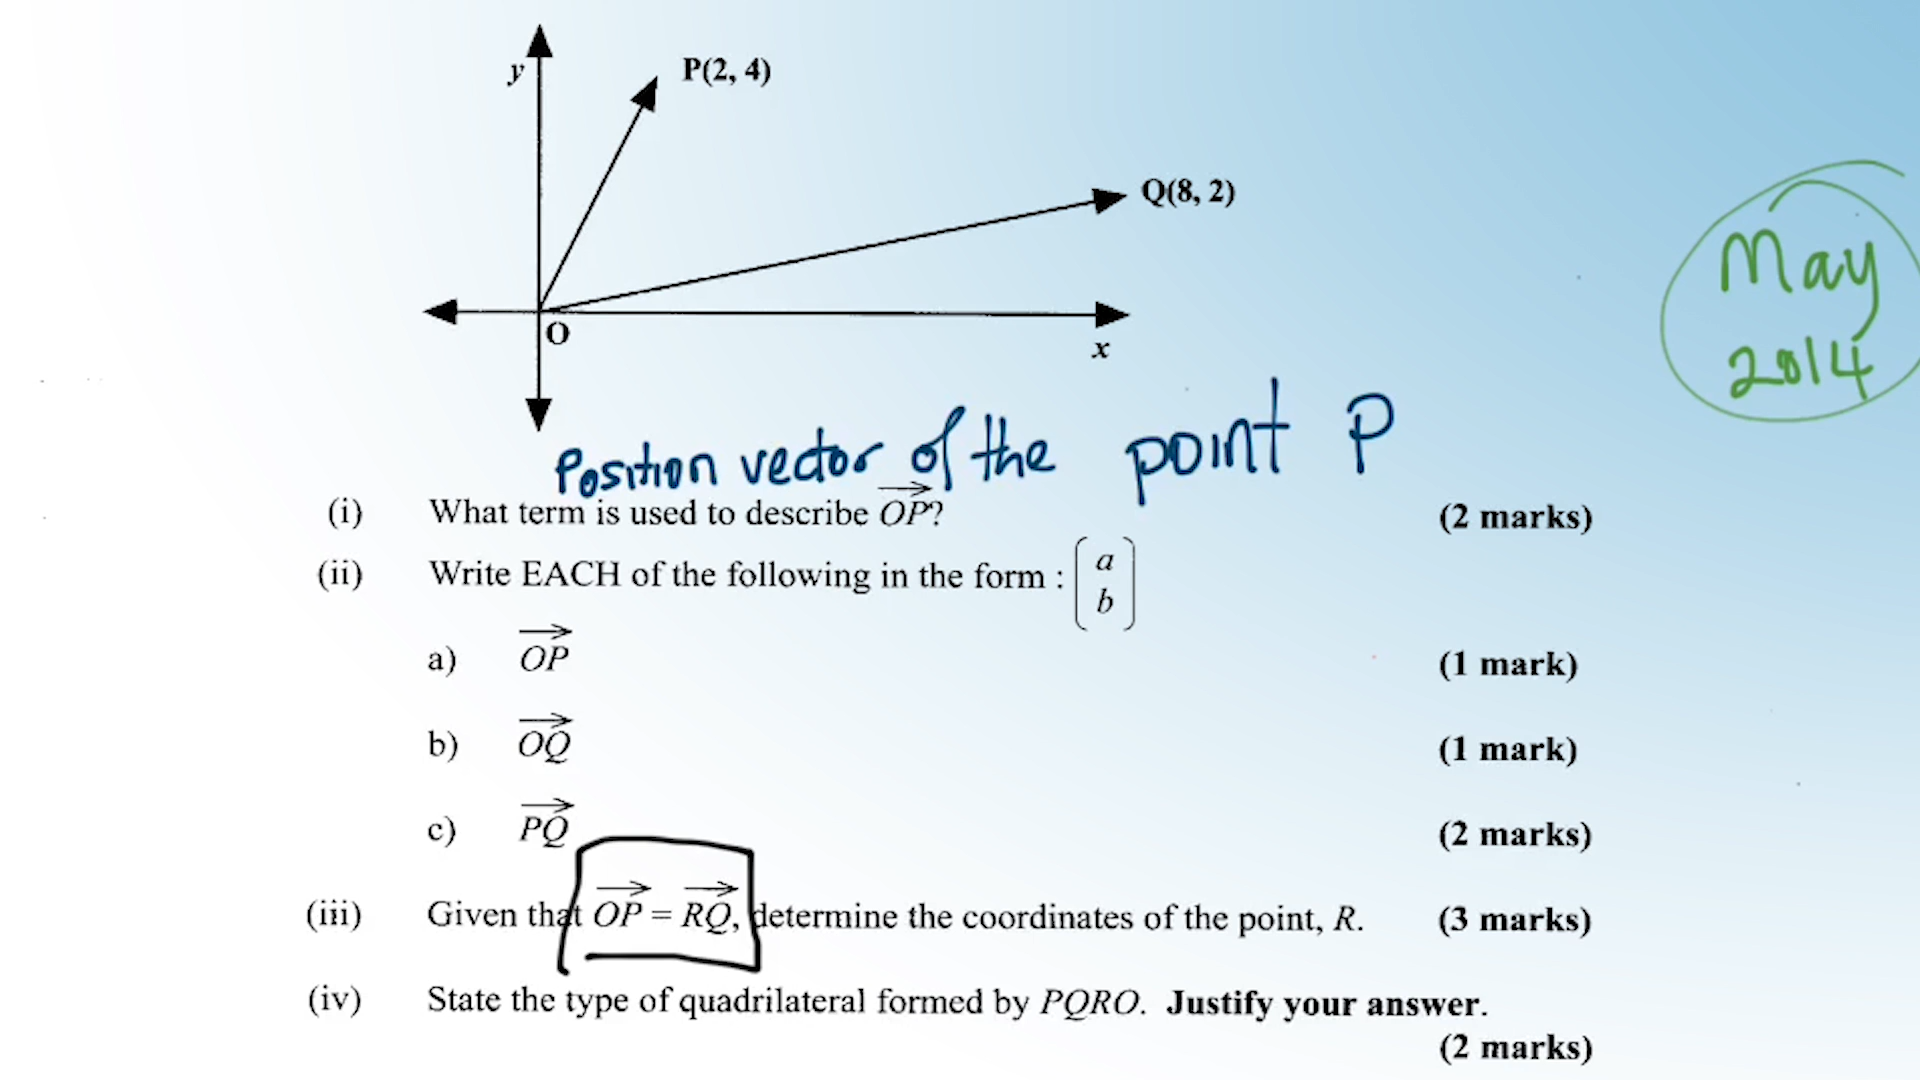 y
P(2, 4)
Q(8, 2)
O
x
May
2014
Position vector of the point P
(i) What term is used to describe OP? (2 marks)
(ii) Write EACH of the following in the form : (a
b)
a) OP (1 mark)
b) OQ (1 mark)
c) PQ (2 marks)
(iii) Given that OP = RQ, determine the coordinates of the point, R. (3 marks)
(iv) State the type of quadrilateral formed by PQRO. Justify your answer.
(2 marks)